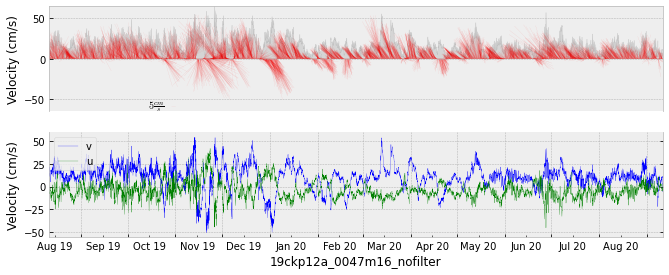 Velocity (cm/s)
50
0
−50
5 cm/s
Velocity (cm/s)
50
25
0
−25
−50
v
u
Aug 19 Sep 19 Oct 19 Nov 19 Dec 19 Jan 20 Feb 20 Mar 20 Apr 20 May 20 Jun 20 Jul 20 Aug 20
19ckp12a_0047m16_nofilter